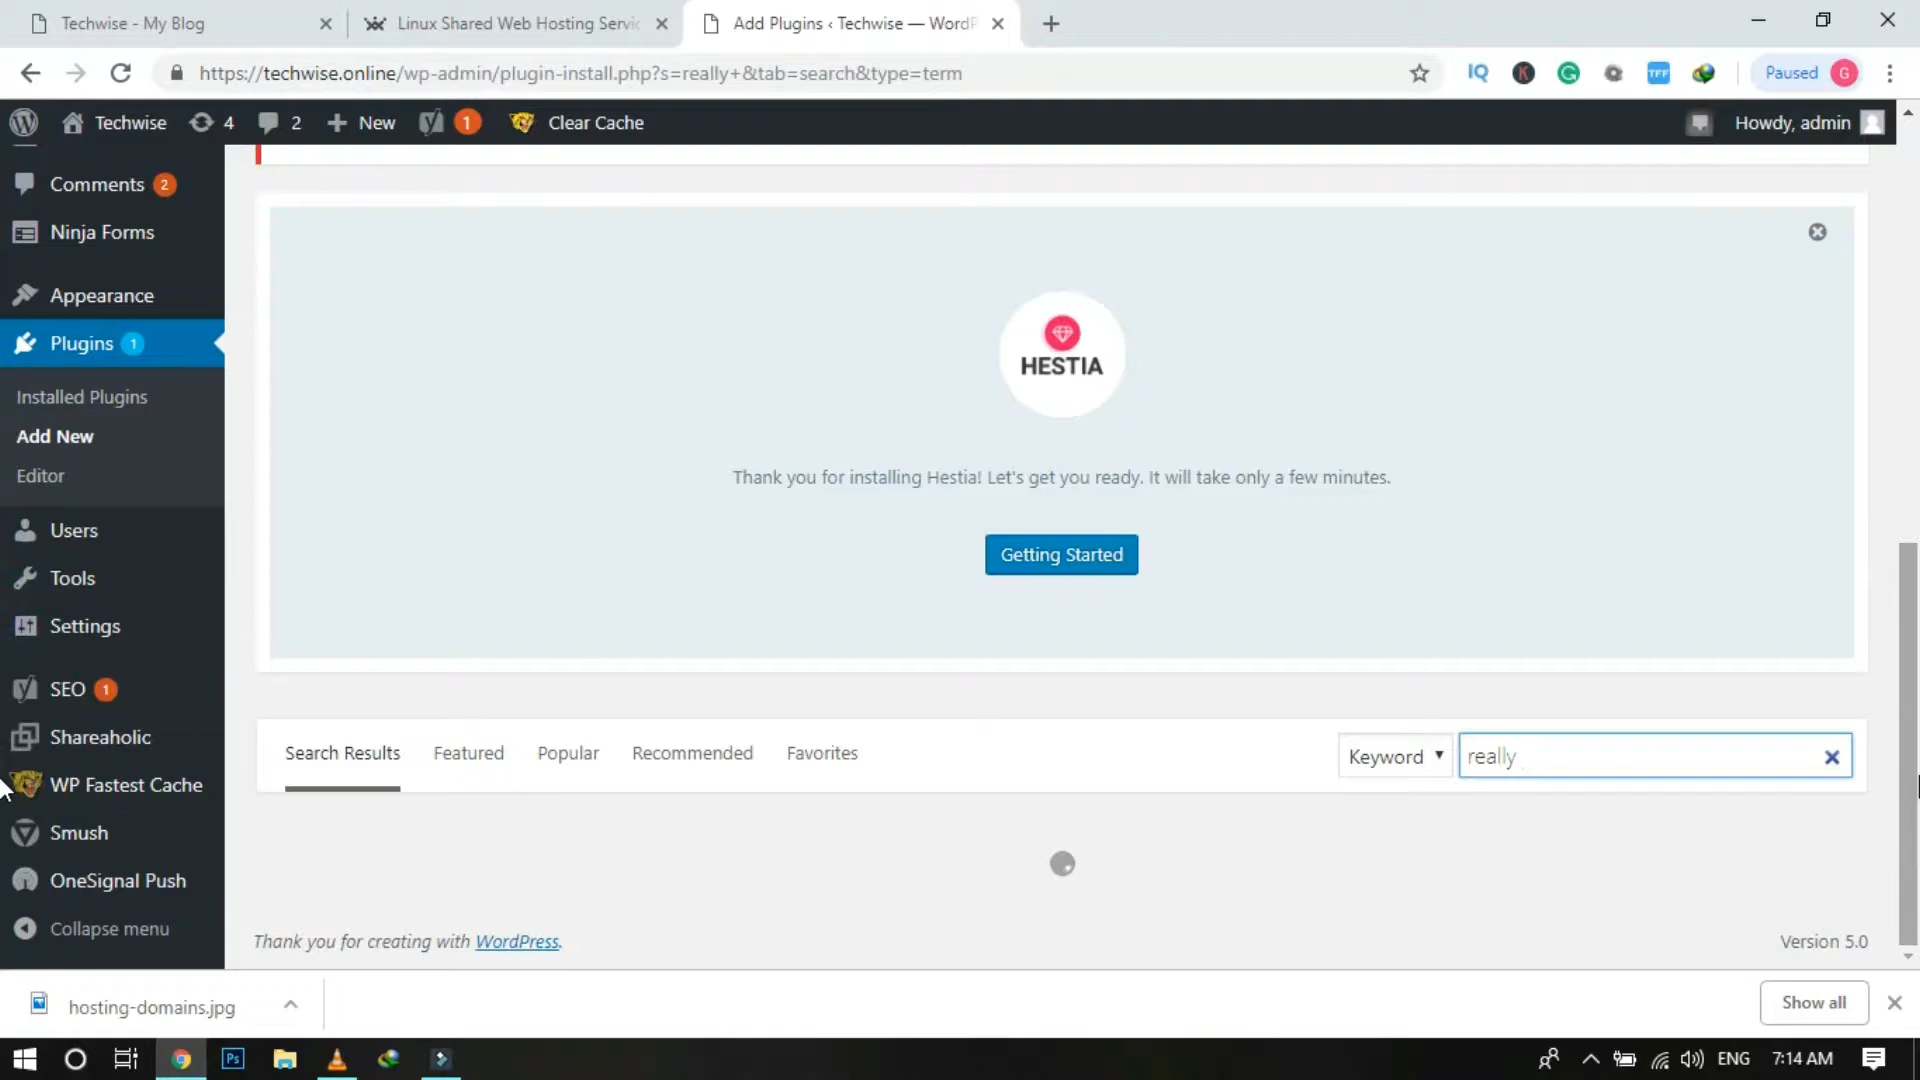 Techwise - My Blog
Linux Shared Web Hosting Servic
Add Plugins ‹ Techwise — WordP
https://techwise.online/wp-admin/plugin-install.php?s=really+&tab=search&type=term
IQ
K
G
TFF
Paused
G
Techwise
4
2
New
1
Clear Cache
Howdy, admin
Comments 2
Ninja Forms
Appearance
Plugins 1
Installed Plugins
Add New
Editor
Users
Tools
Settings
SEO 1
Shareaholic
WP Fastest Cache
Smush
OneSignal Push
Collapse menu
HESTIA
Thank you for installing Hestia! Let's get you ready. It will take only a few minutes.
Getting Started
Search Results
Featured
Popular
Recommended
Favorites
Keyword
really
Thank you for creating with WordPress.
Version 5.0
hosting-domains.jpg
Show all
Ps
ENG
7:14 AM